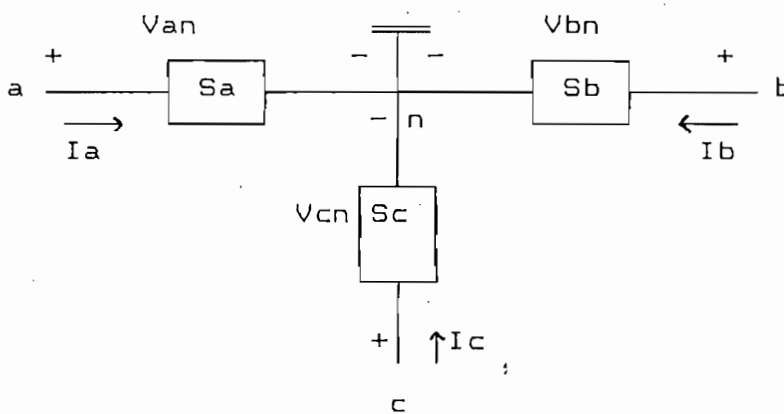 Van Vbn
+ - - +
a Sa Sb b
- n
Ia Ib
Vcn Sc
+ Ic
c